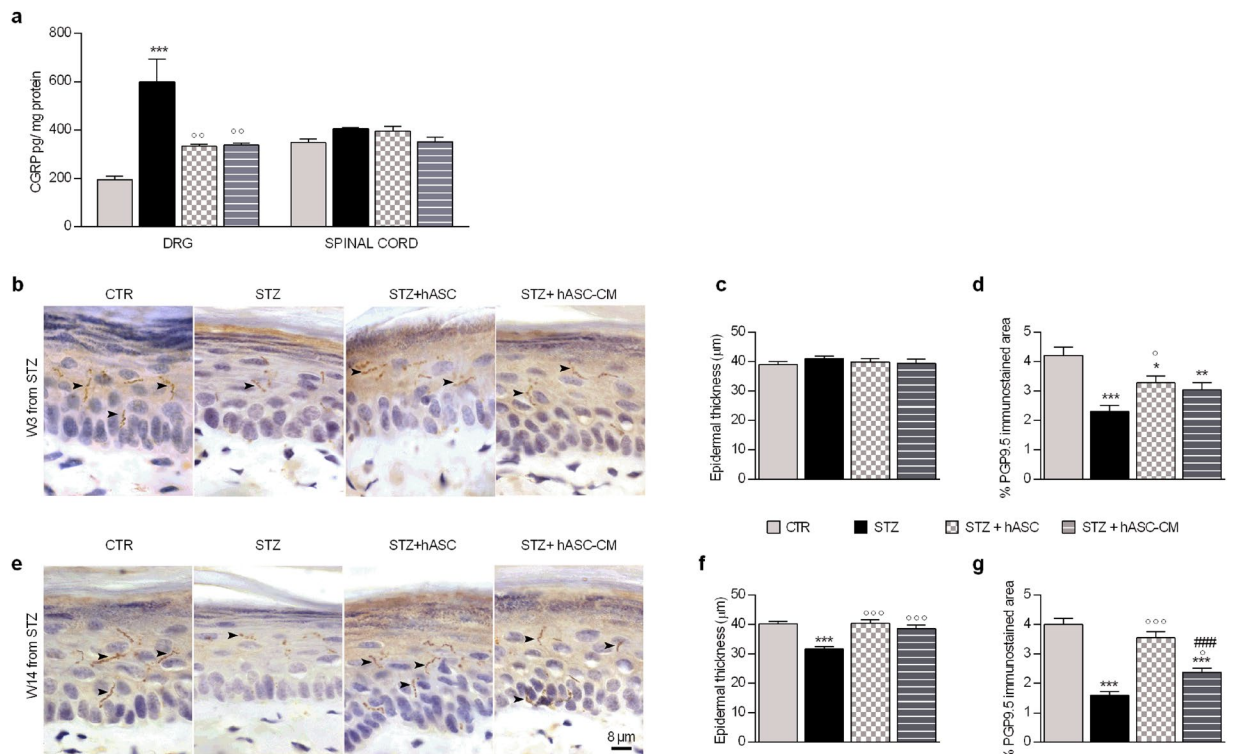 a
800
600
400
200
0
CGRP pg/ mg protein
***
°°
°°
DRG
SPINAL CORD
b
CTR
STZ
STZ+hASC
STZ+ hASC-CM
W3 from STZ
c
50
40
30
20
10
0
Epidermal thickness (μm)
d
5
4
3
2
1
0
% PGP9.5 immunostained area
***
°
*
**
CTR
STZ
STZ + hASC
STZ + hASC-CM
e
CTR
STZ
STZ+hASC
STZ+ hASC-CM
W14 from STZ
8 μm
f
50
40
30
20
10
0
Epidermal thickness (μm)
***
°°°
°°°
g
5
4
3
2
1
0
% PGP9.5 immunostained area
***
°°°
###
°
***